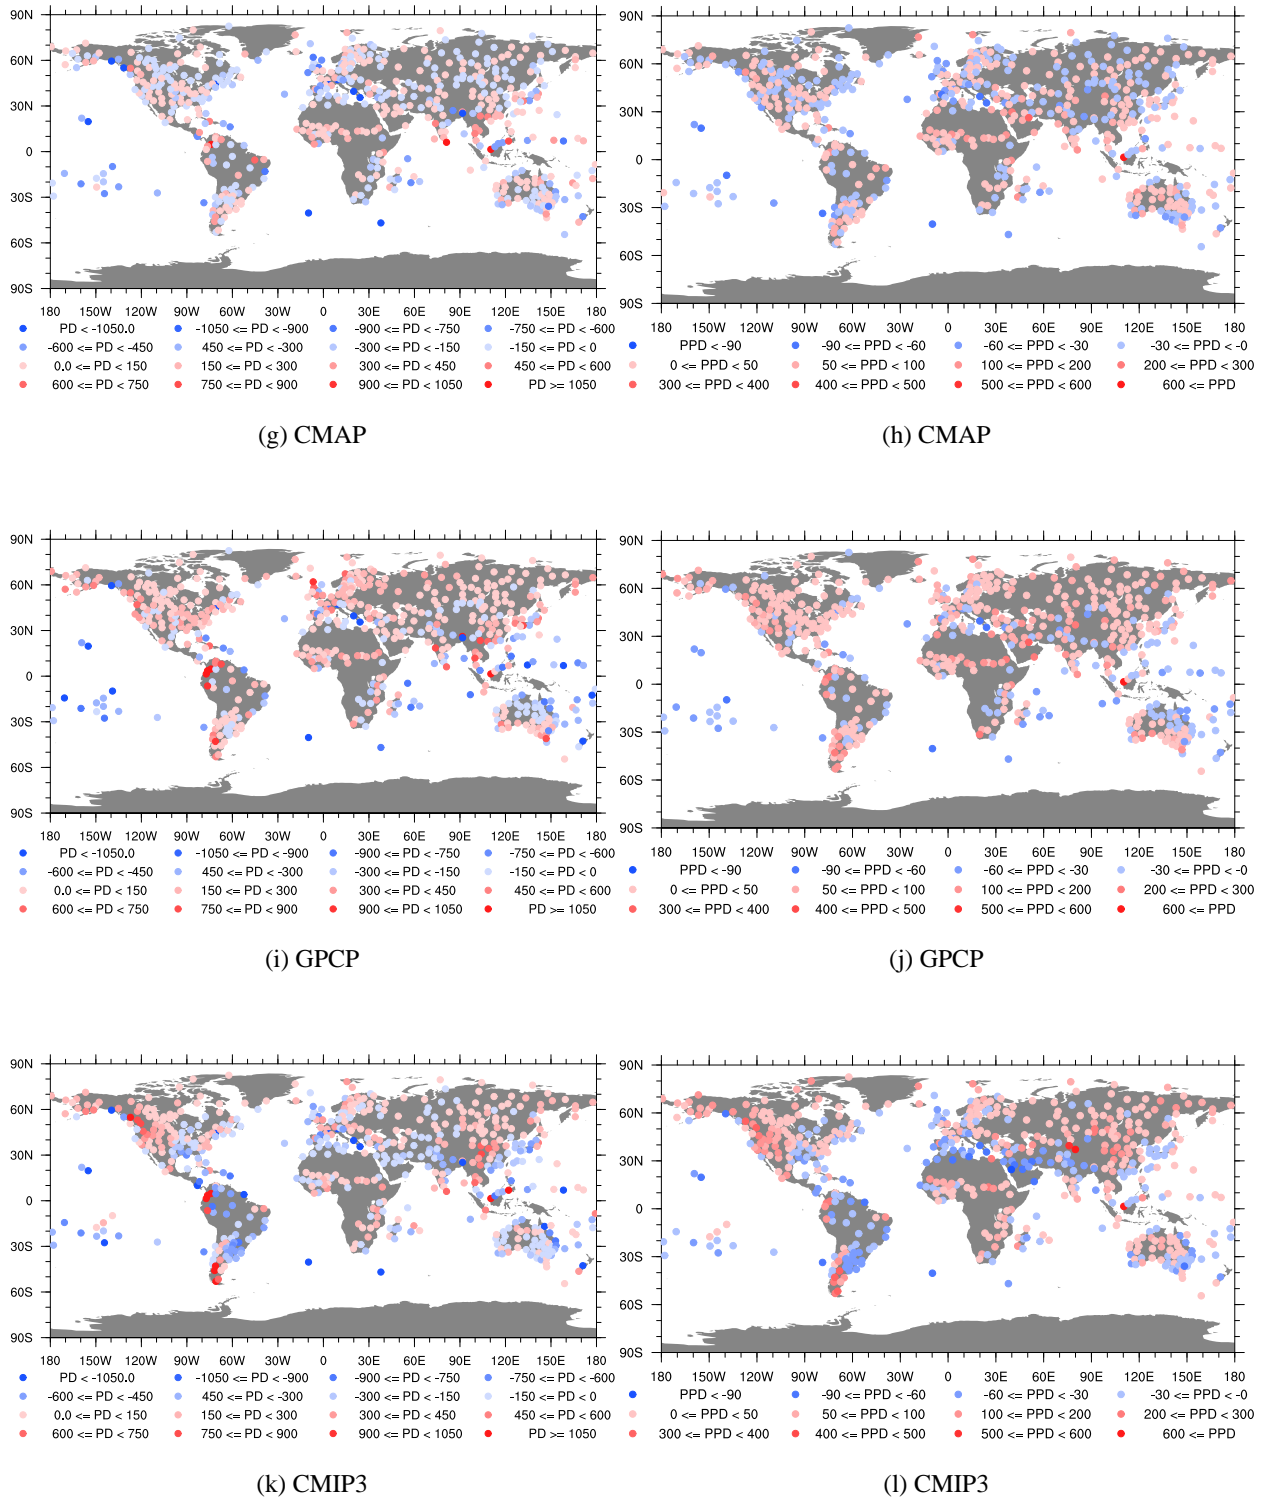 90N 90N
60N 60N
30N 30N
0 0
30S 30S
60S 60S
90S 90S
180 150W 120W 90W 60W 30W 0 30E 60E 90E 120E 150E 180 180 150W 120W 90W 60W 30W 0 30E 60E 90E 120E 150E 180
PD < -1050.0 -1050 <= PD < -900 -900 <= PD < -750 -750 <= PD < -600
-600 <= PD < -450 450 <= PD < -300 -300 <= PD < -150 -150 <= PD < 0
0.0 <= PD < 150 150 <= PD < 300 300 <= PD < 450 450 <= PD < 600
600 <= PD < 750 750 <= PD < 900 900 <= PD < 1050 PD >= 1050
PPD < -90 -90 <= PPD < -60 -60 <= PPD < -30 -30 <= PPD < -0
0 <= PPD < 50 50 <= PPD < 100 100 <= PPD < 200 200 <= PPD < 300
300 <= PPD < 400 400 <= PPD < 500 500 <= PPD < 600 600 <= PPD
(g) CMAP (h) CMAP
90N 90N
60N 60N
30N 30N
0 0
30S 30S
60S 60S
90S 90S
180 150W 120W 90W 60W 30W 0 30E 60E 90E 120E 150E 180 180 150W 120W 90W 60W 30W 0 30E 60E 90E 120E 150E 180
PD < -1050.0 -1050 <= PD < -900 -900 <= PD < -750 -750 <= PD < -600
-600 <= PD < -450 450 <= PD < -300 -300 <= PD < -150 -150 <= PD < 0
0.0 <= PD < 150 150 <= PD < 300 300 <= PD < 450 450 <= PD < 600
600 <= PD < 750 750 <= PD < 900 900 <= PD < 1050 PD >= 1050
PPD < -90 -90 <= PPD < -60 -60 <= PPD < -30 -30 <= PPD < -0
0 <= PPD < 50 50 <= PPD < 100 100 <= PPD < 200 200 <= PPD < 300
300 <= PPD < 400 400 <= PPD < 500 500 <= PPD < 600 600 <= PPD
(i) GPCP (j) GPCP
90N 90N
60N 60N
30N 30N
0 0
30S 30S
60S 60S
90S 90S
180 150W 120W 90W 60W 30W 0 30E 60E 90E 120E 150E 180 180 150W 120W 90W 60W 30W 0 30E 60E 90E 120E 150E 180
PD < -1050.0 -1050 <= PD < -900 -900 <= PD < -750 -750 <= PD < -600
-600 <= PD < -450 450 <= PD < -300 -300 <= PD < -150 -150 <= PD < 0
0.0 <= PD < 150 150 <= PD < 300 300 <= PD < 450 450 <= PD < 600
600 <= PD < 750 750 <= PD < 900 900 <= PD < 1050 PD >= 1050
PPD < -90 -90 <= PPD < -60 -60 <= PPD < -30 -30 <= PPD < -0
0 <= PPD < 50 50 <= PPD < 100 100 <= PPD < 200 200 <= PPD < 300
300 <= PPD < 400 400 <= PPD < 500 500 <= PPD < 600 600 <= PPD
(k) CMIP3 (l) CMIP3